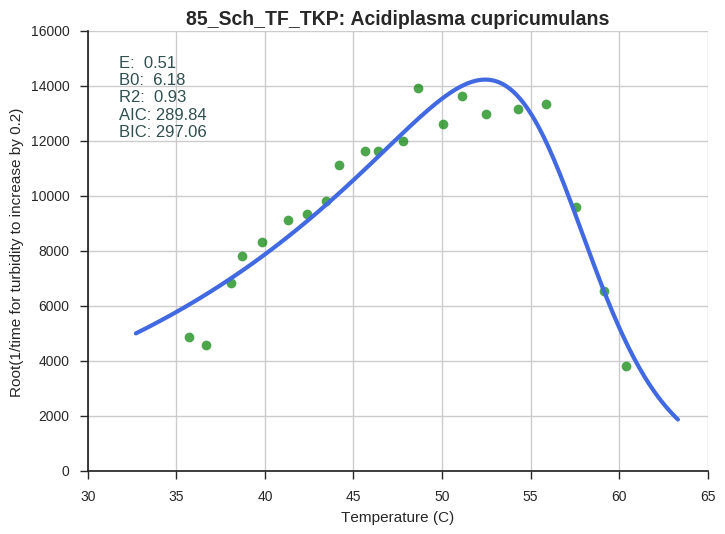 85_Sch_TF_TKP: Acidiplasma cupricumulans
E: 0.51
B0: 6.18
R2: 0.93
AIC: 289.84
BIC: 297.06
Root(1/time for turbidity to increase by 0.2)
16000
14000
12000
10000
8000
6000
4000
2000
0
30 35 40 45 50 55 60 65
Temperature (C)